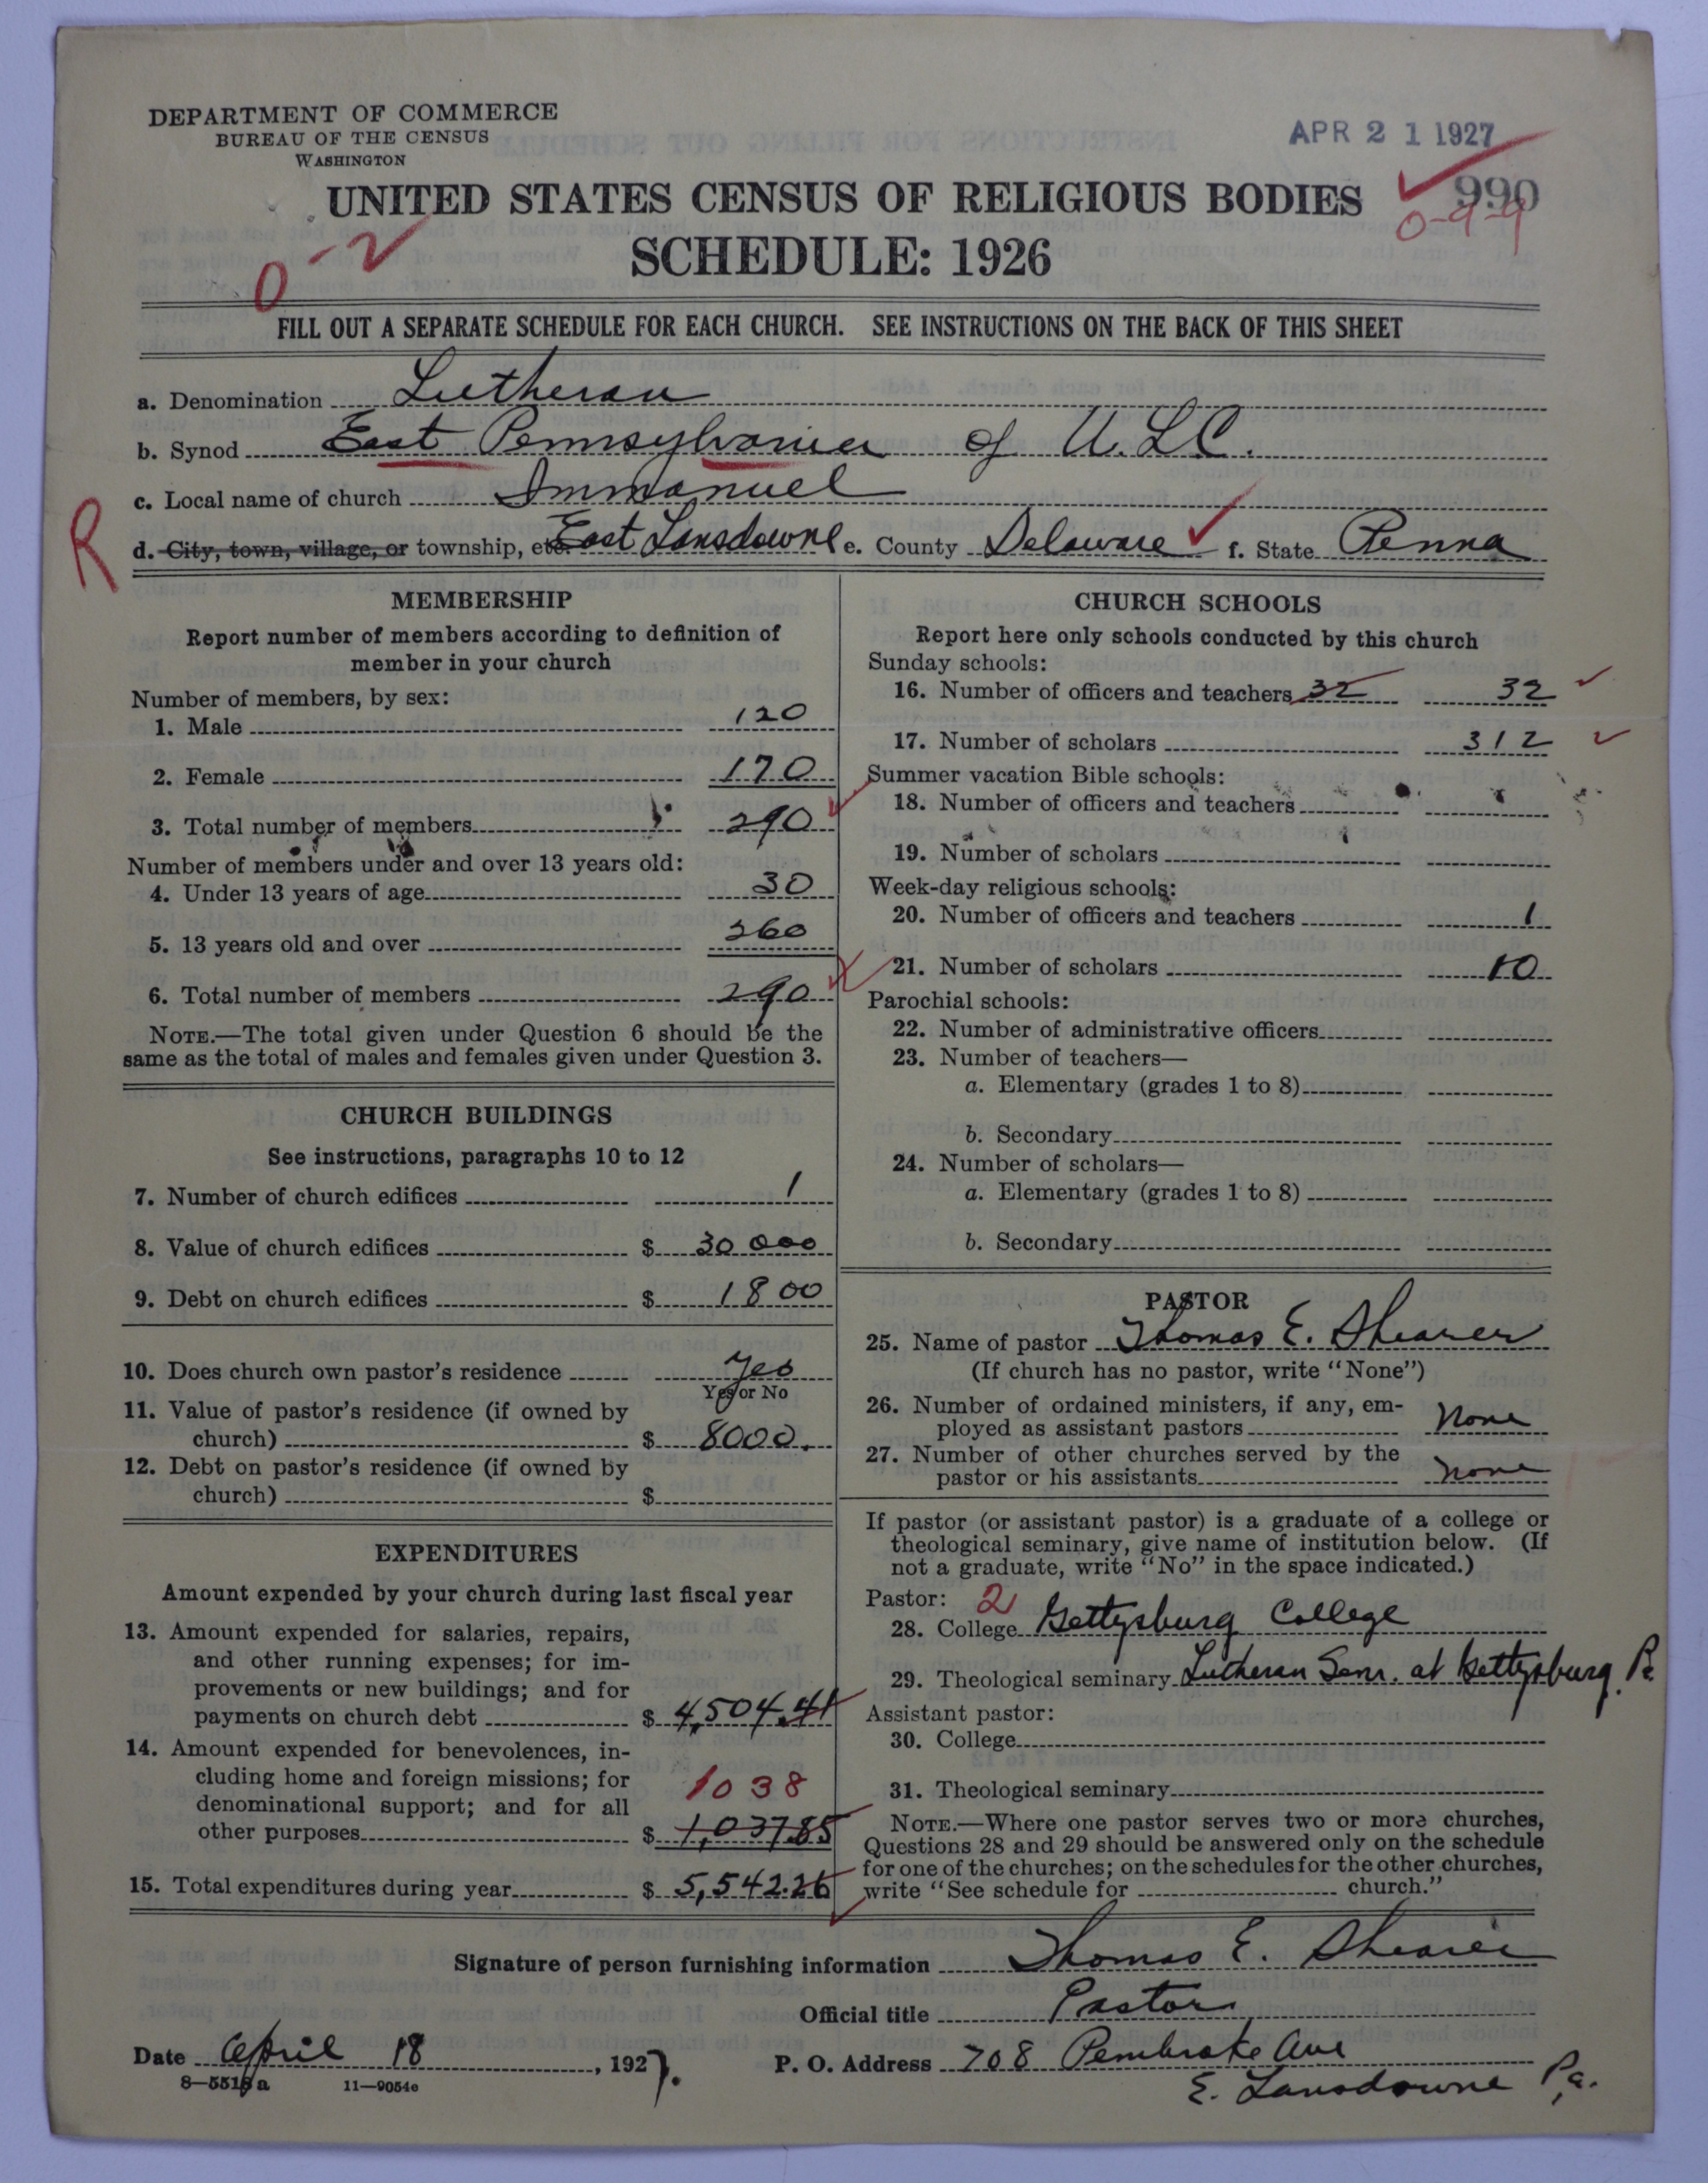 DEPARTMENT OF COMMERCE
BUREAU OF THE CENSUS
WASHINGTON
APR 21 1927
UNITED STATES CENSUS OF RELIGIOUS BODIES
990
0-9-9
SCHEDULE: 1926
0-2
FILL OUT A SEPARATE SCHEDULE FOR EACH CHURCH. SEE INSTRUCTIONS ON THE BACK OF THIS SHEET
a. Denomination Lutheran
b. Synod East Pennsylvania of U.L.C.
c. Local name of church Immanuel
R
d. City, town, village, or township, etc. East Lansdowne e. County Delaware f. State Penna
MEMBERSHIP
Report number of members according to definition of
member in your church
Number of members, by sex:
1. Male 120
2. Female 170
3. Total number of members 290
Number of members under and over 13 years old:
4. Under 13 years of age 30
5. 13 years old and over 260
6. Total number of members 290
NOTE.—The total given under Question 6 should be the
same as the total of males and females given under Question 3.
CHURCH BUILDINGS
See instructions, paragraphs 10 to 12
7. Number of church edifices 1
8. Value of church edifices $ 30 000
9. Debt on church edifices $ 1800
10. Does church own pastor's residence Yes
Yes or No
11. Value of pastor's residence (if owned by
church) $ 8000.
12. Debt on pastor's residence (if owned by
church) $
EXPENDITURES
Amount expended by your church during last fiscal year
13. Amount expended for salaries, repairs,
and other running expenses; for im-
provements or new buildings; and for
payments on church debt $ 4,504.41
14. Amount expended for benevolences, in-
cluding home and foreign missions; for
denominational support; and for all
1038
other purposes $ 1,037.85
15. Total expenditures during year $ 5,542.26
CHURCH SCHOOLS
Report here only schools conducted by this church
Sunday schools:
16. Number of officers and teachers 32 32
17. Number of scholars 312
Summer vacation Bible schools:
18. Number of officers and teachers
19. Number of scholars
Week-day religious schools:
20. Number of officers and teachers 1
21. Number of scholars 10
Parochial schools:
22. Number of administrative officers
23. Number of teachers—
a. Elementary (grades 1 to 8)
b. Secondary
24. Number of scholars—
a. Elementary (grades 1 to 8)
b. Secondary
PASTOR
25. Name of pastor Thomas E. Shearer
(If church has no pastor, write "None")
26. Number of ordained ministers, if any, em-
ployed as assistant pastors None
27. Number of other churches served by the
pastor or his assistants None
If pastor (or assistant pastor) is a graduate of a college or
theological seminary, give name of institution below. (If
not a graduate, write "No" in the space indicated.)
Pastor: 2
28. College Gettysburg College
29. Theological seminary Lutheran Sem. at Gettysburg, Pa
Assistant pastor:
30. College
31. Theological seminary
NOTE.—Where one pastor serves two or more churches,
Questions 28 and 29 should be answered only on the schedule
for one of the churches; on the schedules for the other churches,
write "See schedule for church."
Signature of person furnishing information Thomas E. Shearer
Official title Pastor
Date April 18, 1927. P. O. Address 708 Pembroke Ave
8—5518a 11—9054c
E. Lansdowne Pa.